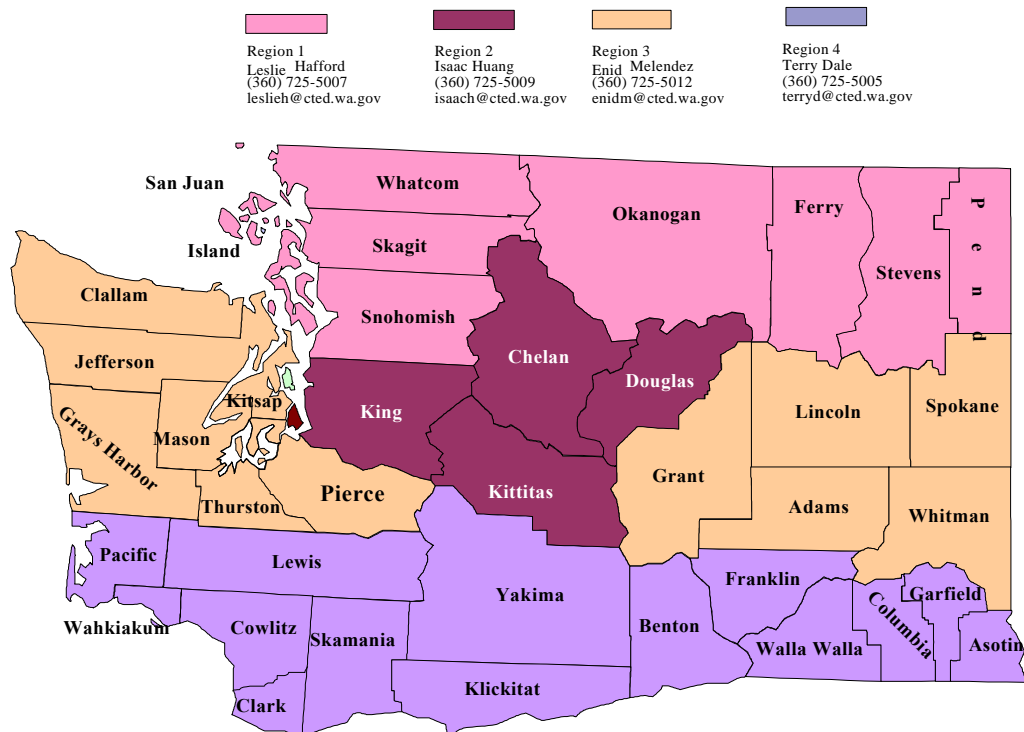 Region 1
Leslie Hafford
(360) 725-5007
leslieh@cted.wa.gov
Region 2
Isaac Huang
(360) 725-5009
isaach@cted.wa.gov
Region 3
Enid Melendez
(360) 725-5012
enidm@cted.wa.gov
Region 4
Terry Dale
(360) 725-5005
terryd@cted.wa.gov
San Juan
Whatcom
Okanogan
Ferry
Pend
Island
Skagit
Stevens
Clallam
Snohomish
Jefferson
Chelan
Douglas
Kitsap
King
Lincoln
Spokane
Grays Harbor
Mason
Grant
Pierce
Kittitas
Thurston
Adams
Whitman
Pacific
Lewis
Yakima
Franklin
Garfield
Wahkiakum
Cowlitz
Skamania
Benton
Columbia
Walla Walla
Asotin
Klickitat
Clark